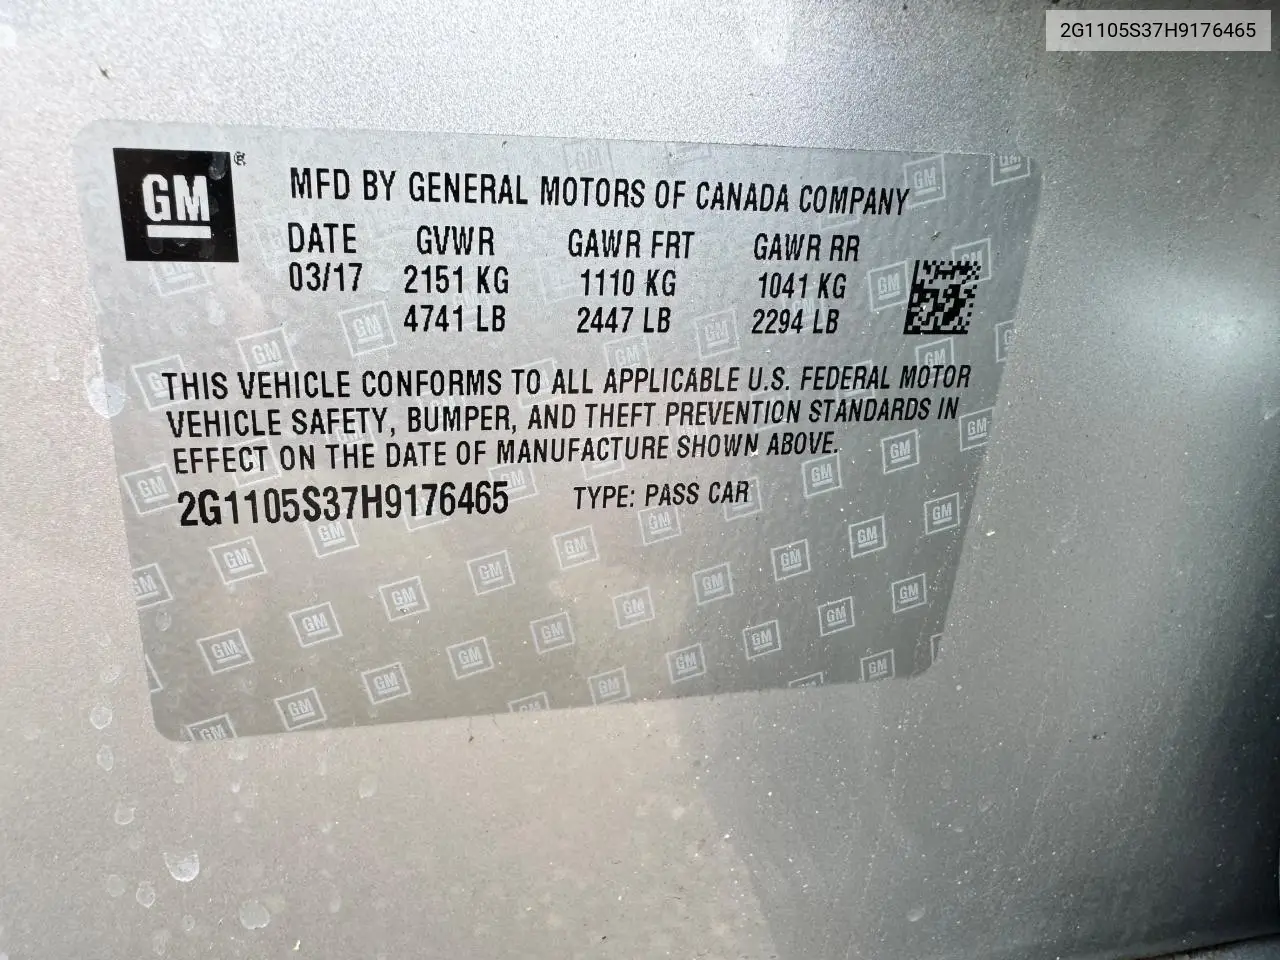 2G1105S37H9176465
GM ®
MFD BY GENERAL MOTORS OF CANADA COMPANY
DATE GVWR GAWR FRT GAWR RR
03/17 2151 KG 1110 KG 1041 KG
4741 LB 2447 LB 2294 LB
THIS VEHICLE CONFORMS TO ALL APPLICABLE U.S. FEDERAL MOTOR
VEHICLE SAFETY, BUMPER, AND THEFT PREVENTION STANDARDS IN
EFFECT ON THE DATE OF MANUFACTURE SHOWN ABOVE.
2G1105S37H9176465 TYPE: PASS CAR